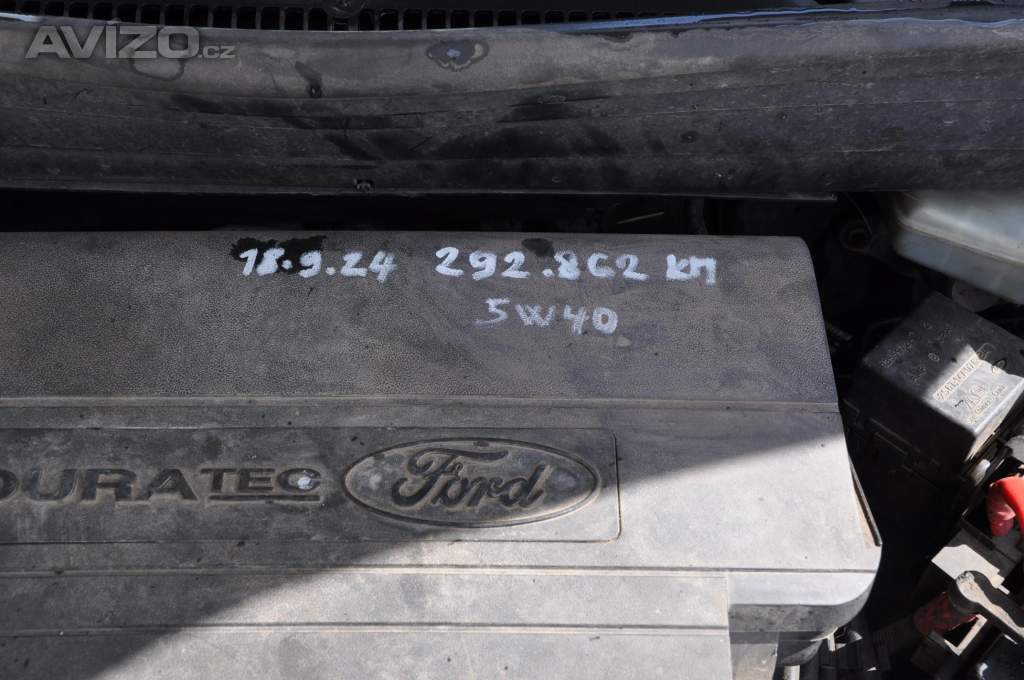 AVIZO.cz
18.9.24 292.862 KM
5W40
DURATEC Ford